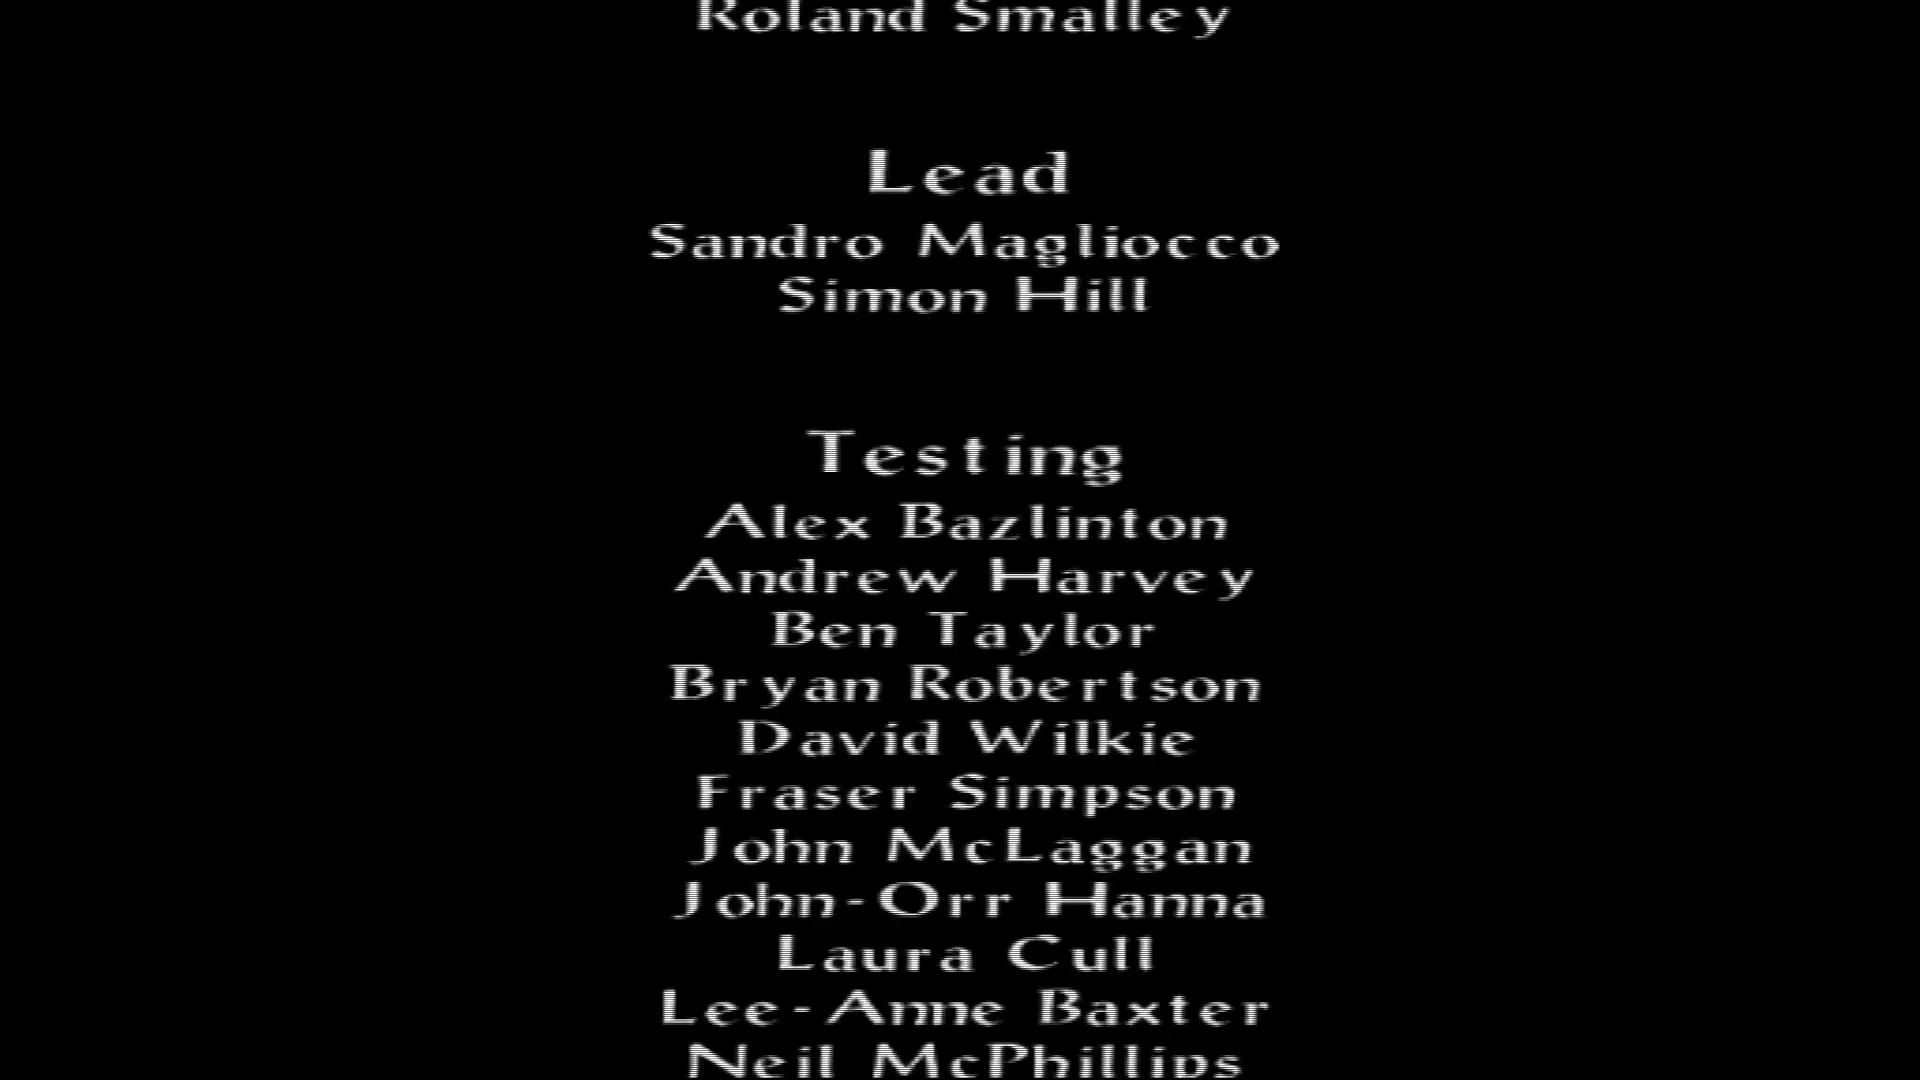 Roland Smalley
Lead
Sandro Magliocco
Simon Hill
Testing
Alex Bazlinton
Andrew Harvey
Ben Taylor
Bryan Robertson
David Wilkie
Fraser Simpson
John McLaggan
John-Orr Hanna
Laura Cull
Lee-Anne Baxter
Neil McPhillips